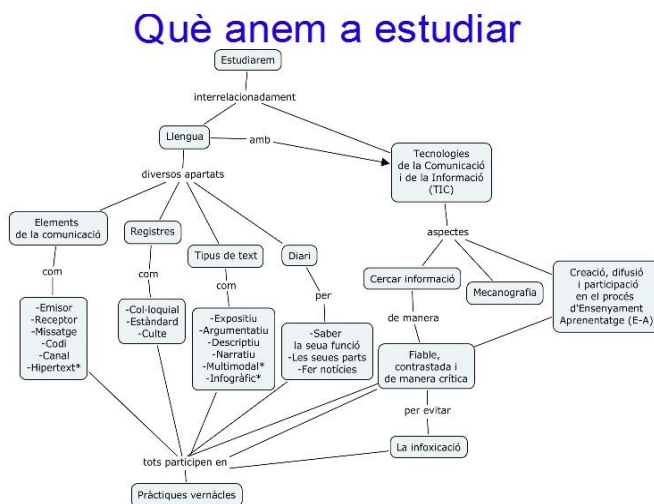 Què anem a estudiar
Estudiarem
interrelacionadament
Llengua
amb
Tecnologies
de la Comunicació
i de la Informació
(TIC)
diversos apartats
aspectes
Elements
de la comunicació
Registres
Tipus de text
Diari
Cercar informació
Mecanografia
Creació, difusió
i participació
en el procés
d'Ensenyament
Aprenentatge (E-A)
com
com
com
per
de manera
-Emisor
-Receptor
-Missatge
-Codi
-Canal
-Hipertext*
-Col·loquial
-Estàndard
-Culte
-Expositiu
-Argumentatiu
-Descriptiu
-Narratiu
-Multimodal*
-Infogràfic*
-Saber
la seua funció
-Les seues parts
-Fer notícies
Fiable,
contrastada i
de manera crítica
per evitar
La infoxicació
tots participen en
Pràctiques vernàcles